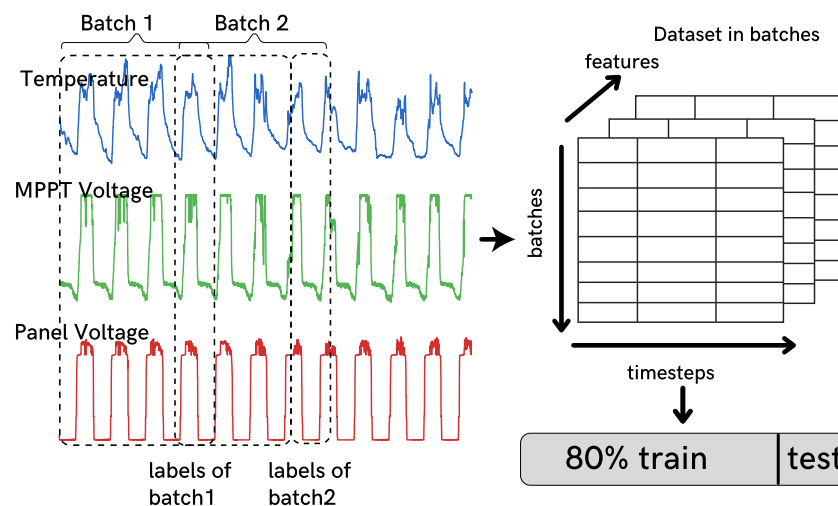 Batch 1
Batch 2
Temperature
MPPT Voltage
Panel Voltage
labels of
batch1
labels of
batch2
Dataset in batches
features
batches
timesteps
80% train
test